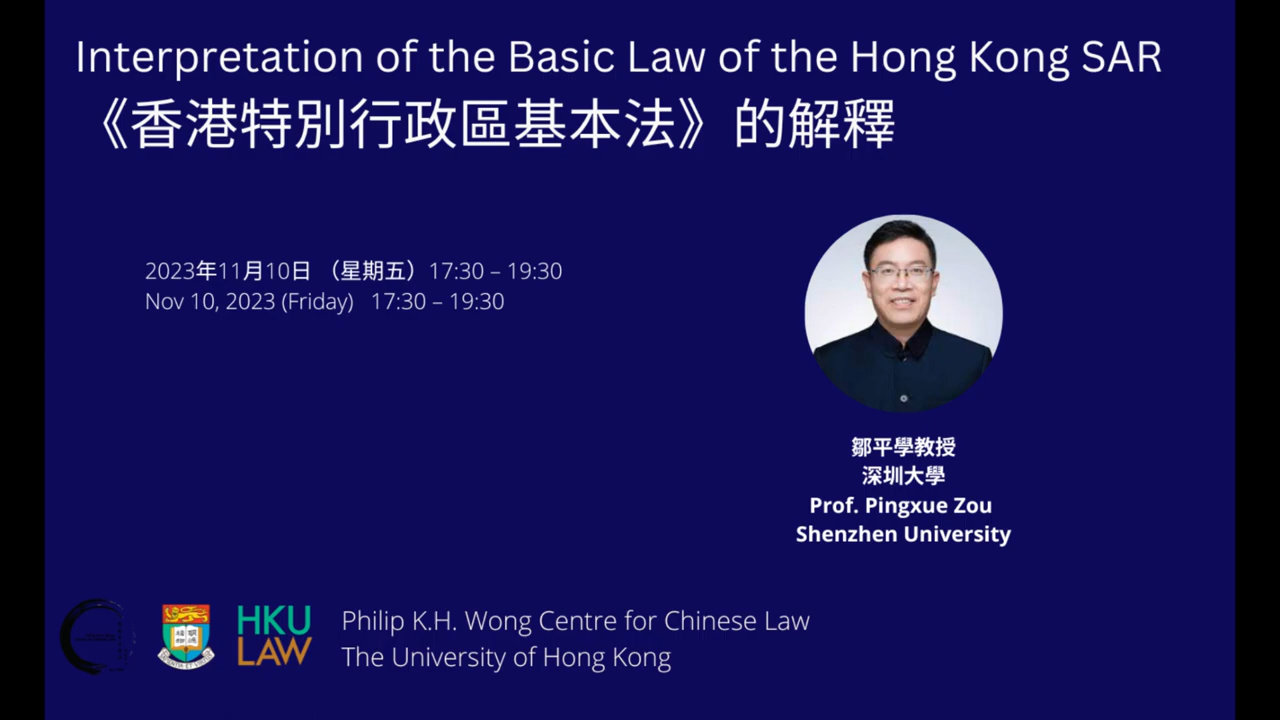 Interpretation of the Basic Law of the Hong Kong SAR
《香港特別行政區基本法》的解釋
2023年11月10日 （星期五）17:30 – 19:30
Nov 10, 2023 (Friday) 17:30 – 19:30
鄒平學教授
深圳大學
Prof. Pingxue Zou
Shenzhen University
HKU
LAW
Philip K.H. Wong Centre for Chinese Law
The University of Hong Kong